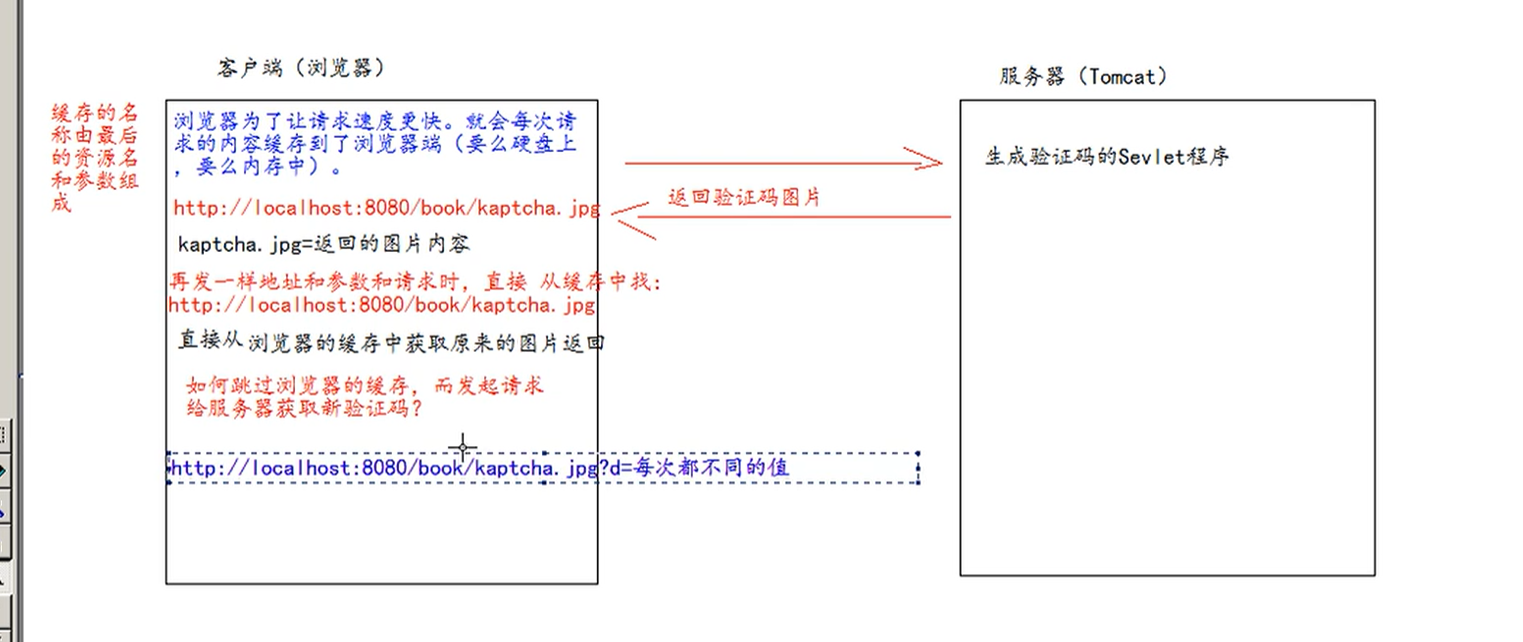 客户端（浏览器）
服务器（Tomcat）
缓存的名
称由最后
的资源名
和参数组
成
浏览器为了让请求速度更快。就会每次请
求的内容缓存到了浏览器端（要么硬盘上
，要么内存中）。
http://localhost:8080/book/kaptcha.jpg
kaptcha.jpg=返回的图片内容
再发一样地址和参数和请求时，直接 从缓存中找:
http://localhost:8080/book/kaptcha.jpg
直接从浏览器的缓存中获取原来的图片返回
如何跳过浏览器的缓存，而发起请求
给服务器获取新验证码？
http://localhost:8080/book/kaptcha.jpg?d=每次都不同的值
返回验证码图片
生成验证码的Sevlet程序